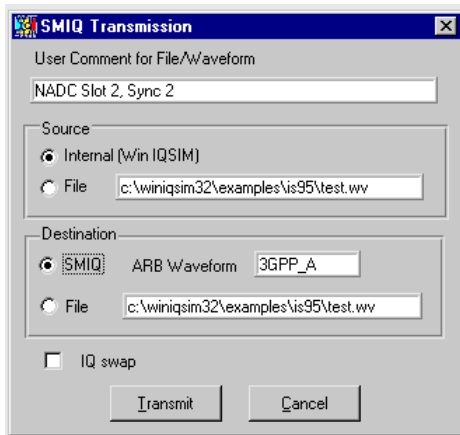 SMIQ Transmission
User Comment for File/Waveform
NADC Slot 2, Sync 2
Source
Internal (Win IQSIM)
File c:\winiqsim32\examples\is95\test.wv
Destination
SMIQ ARB Waveform 3GPP_A
File c:\winiqsim32\examples\is95\test.wv
IQ swap
Transmit Cancel